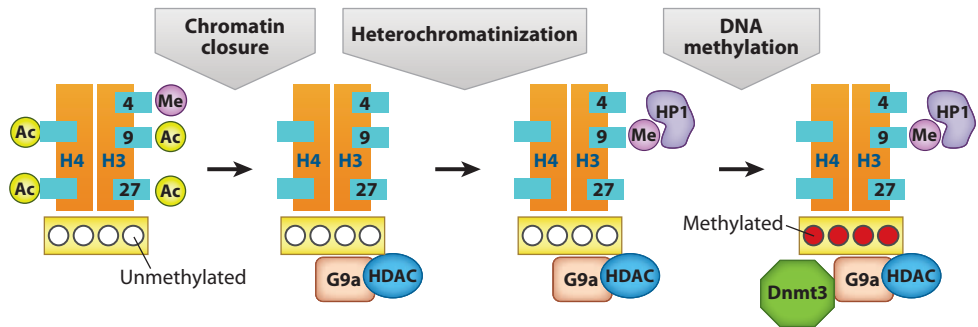 Chromatin
closure
Heterochromatinization
DNA
methylation
4
Me
Ac
9
Ac
H4
H3
Ac
27
Ac
Unmethylated
4
9
H4
H3
27
G9a
HDAC
4
HP1
9
Me
H4
H3
27
G9a
HDAC
4
HP1
9
Me
H4
H3
27
Methylated
Dnmt3
G9a
HDAC